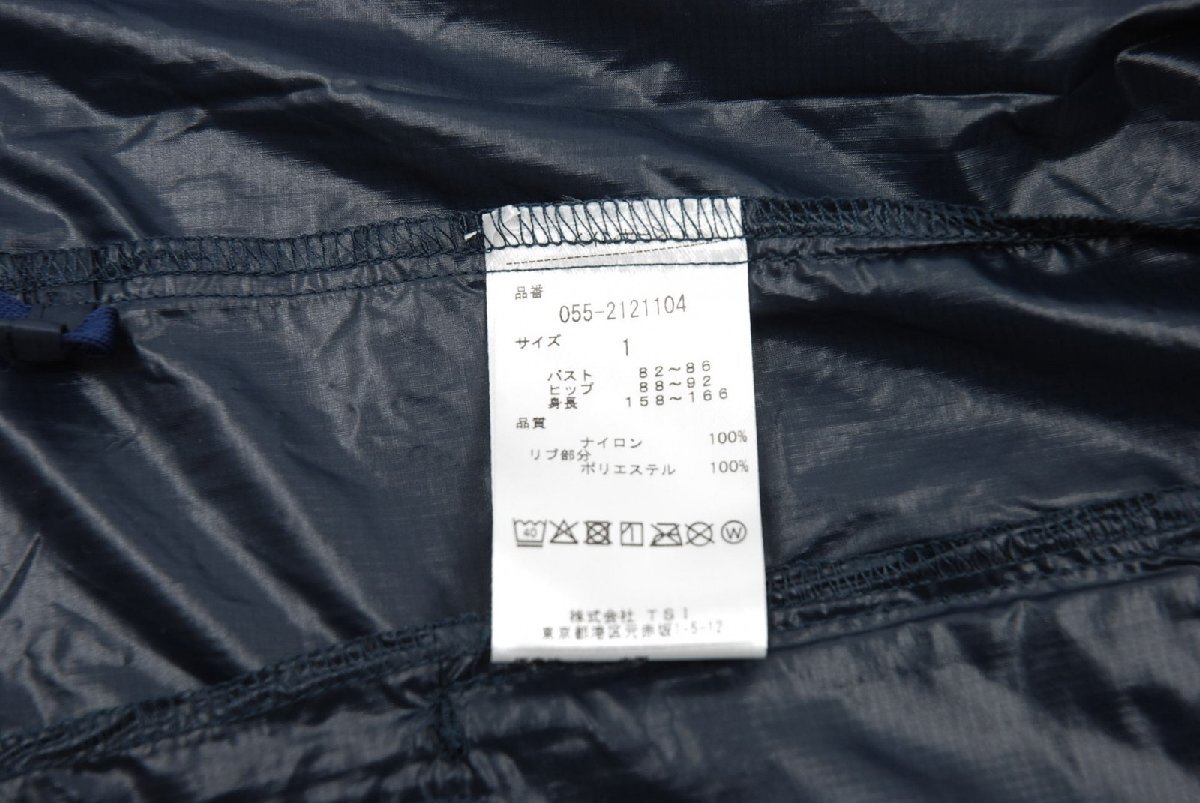 品番
055-2121104
サイズ 1
バスト 82～86
ヒップ 88～92
身長 158～166
品質
ナイロン 100%
リブ部分
ポリエステル 100%
40 W
株式会社 TSI
東京都港区元赤坂1-5-12